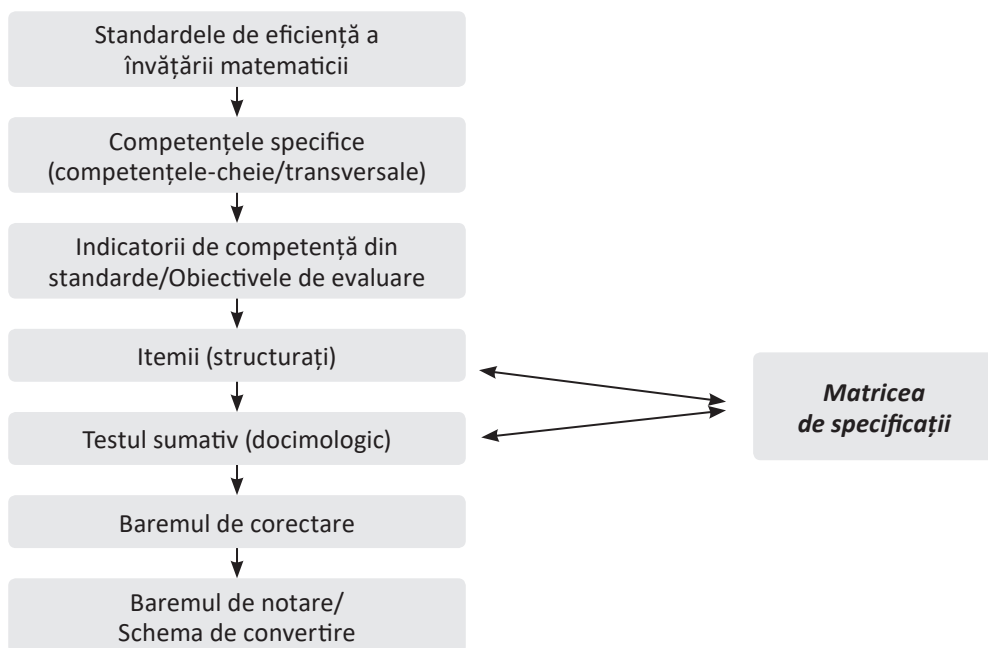 Standardele de eficiență a
învățării matematicii
Competențele specifice
(competențele-cheie/transversale)
Indicatorii de competență din
standarde/Obiectivele de evaluare
Itemii (structurați)
Testul sumativ (docimologic)
Matricea
de specificații
Baremul de corectare
Baremul de notare/
Schema de convertire